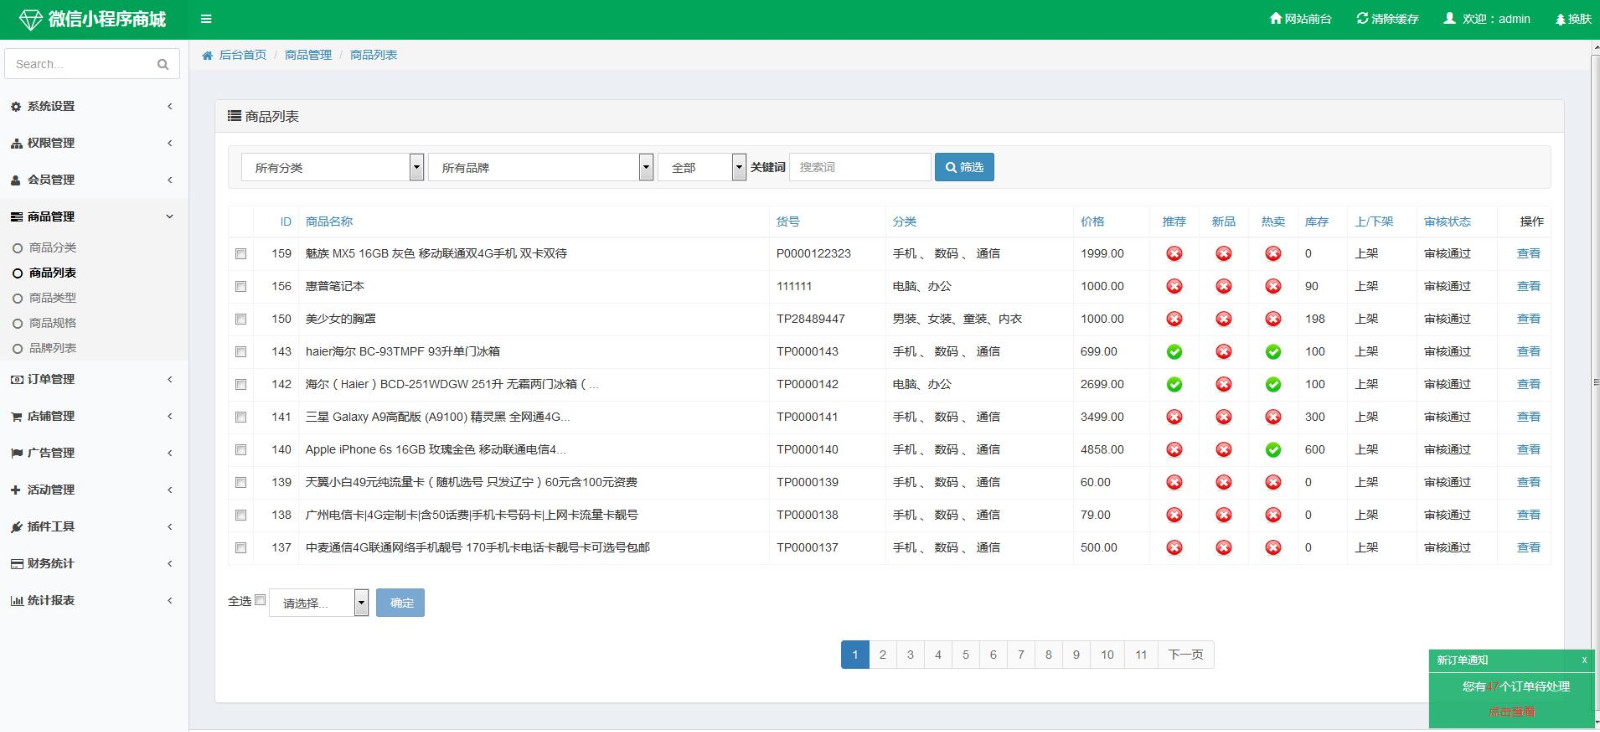 微信小程序商城
网站前台 清除缓存 欢迎：admin 换肤
Search...
后台首页 / 商品管理 / 商品列表
系统设置
权限管理
会员管理
商品管理
商品分类
商品列表
商品类型
商品规格
品牌列表
订单管理
店铺管理
广告管理
活动管理
插件工具
财务统计
统计报表
商品列表
所有分类 所有品牌 全部 关键词 搜索词 筛选
ID 商品名称 货号 分类 价格 推荐 新品 热卖 库存 上/下架 审核状态 操作
159 魅族 MX5 16GB 灰色 移动联通双4G手机 双卡双待 P0000122323 手机 、 数码 、 通信 1999.00 0 上架 审核通过 查看
156 惠普笔记本 111111 电脑、办公 1000.00 90 上架 审核通过 查看
150 美少女的胸罩 TP28489447 男装、女装、童装、内衣 1000.00 198 上架 审核通过 查看
143 haier海尔 BC-93TMPF 93升单门冰箱 TP0000143 手机 、 数码 、 通信 699.00 100 上架 审核通过 查看
142 海尔（Haier）BCD-251WDGW 251升 无霜两门冰箱（... TP0000142 电脑、办公 2699.00 100 上架 审核通过 查看
141 三星 Galaxy A9高配版 (A9100) 精灵黑 全网通4G... TP0000141 手机 、 数码 、 通信 3499.00 300 上架 审核通过 查看
140 Apple iPhone 6s 16GB 玫瑰金色 移动联通电信4... TP0000140 手机 、 数码 、 通信 4858.00 600 上架 审核通过 查看
139 天翼小白49元纯流量卡（随机选号 只发辽宁）60元含100元资费 TP0000139 手机 、 数码 、 通信 60.00 0 上架 审核通过 查看
138 广州电信卡|4G定制卡|含50话费|手机卡号码卡|上网卡流量卡靓号 TP0000138 手机 、 数码 、 通信 79.00 0 上架 审核通过 查看
137 中麦通信4G联通网络手机靓号 170手机卡电话卡靓号卡可选号包邮 TP0000137 手机 、 数码 、 通信 500.00 0 上架 审核通过 查看
全选 请选择... 确定
1 2 3 4 5 6 7 8 9 10 11 下一页
新订单通知 x
您有47个订单待处理
点击查看